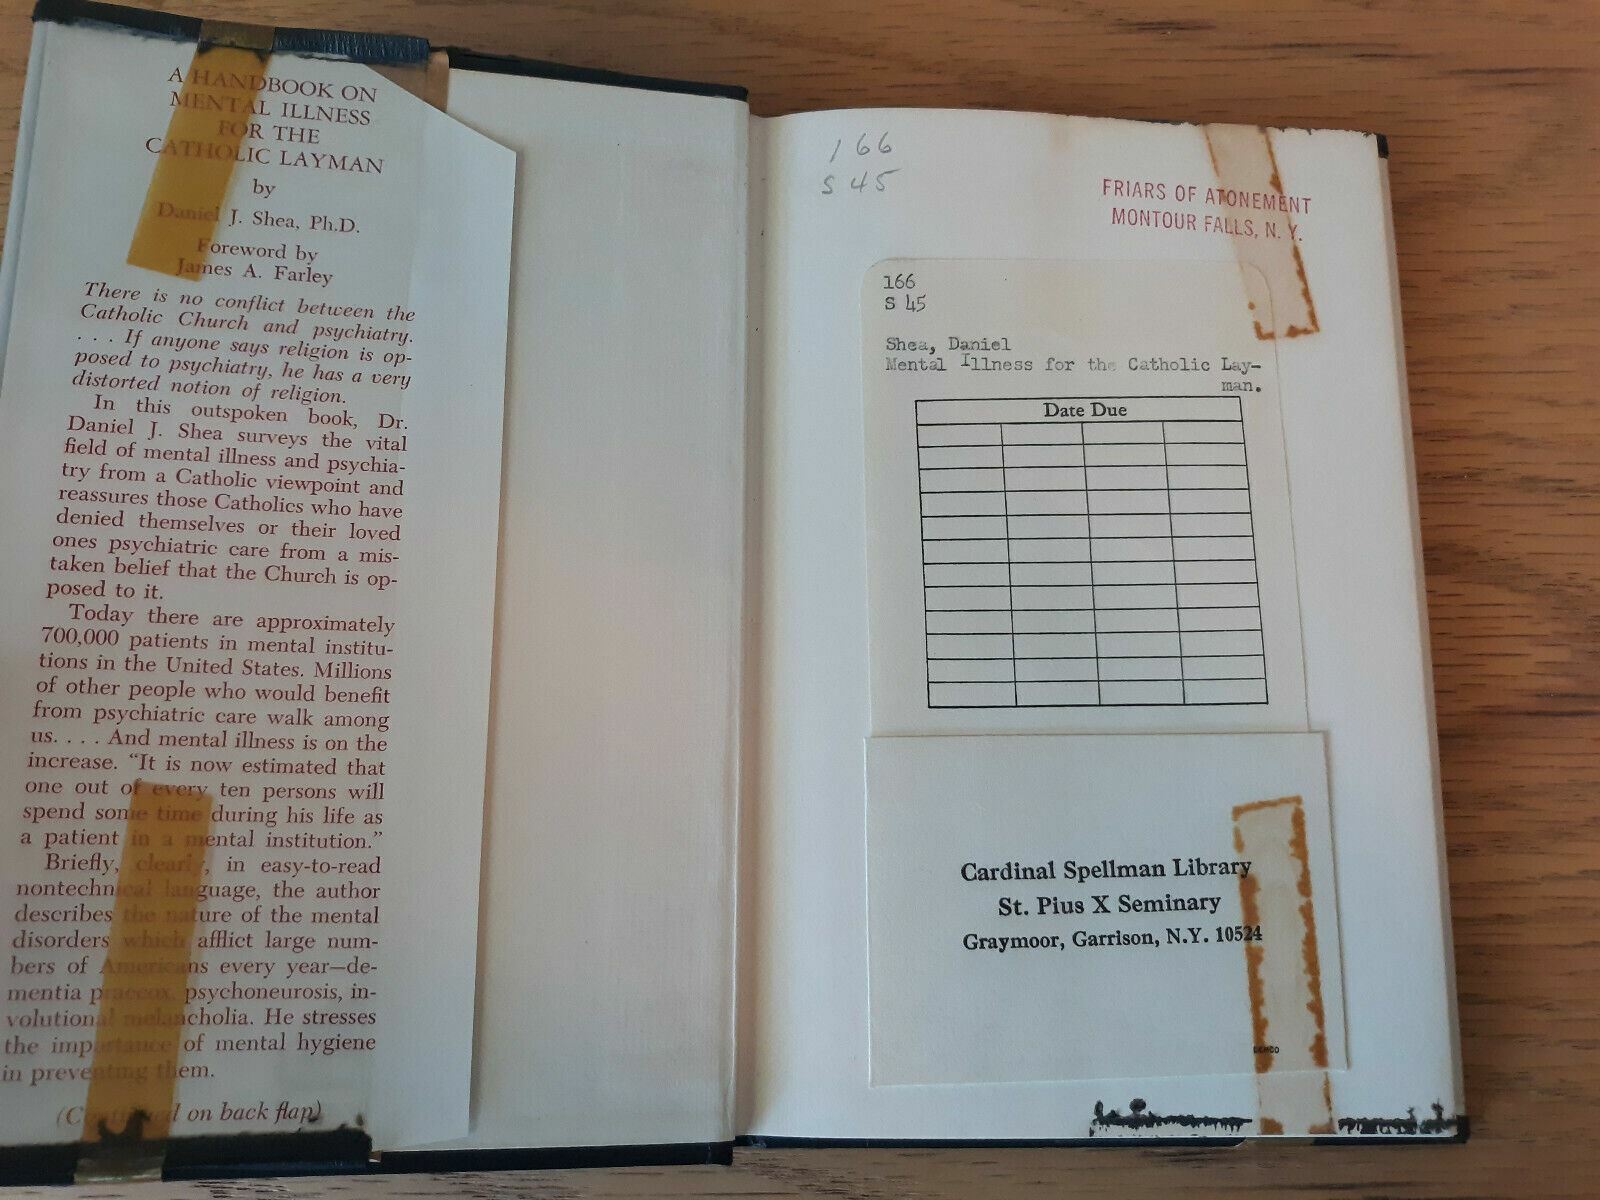 A HANDBOOK ON
MENTAL ILLNESS
FOR THE
CATHOLIC LAYMAN
by
Daniel J. Shea, Ph.D.
Foreword by
James A. Farley
There is no conflict between the
Catholic Church and psychiatry.
. . . If anyone says religion is op-
posed to psychiatry, he has a very
distorted notion of religion.
In this outspoken book, Dr.
Daniel J. Shea surveys the vital
field of mental illness and psychia-
try from a Catholic viewpoint and
reassures those Catholics who have
denied themselves or their loved
ones psychiatric care from a mis-
taken belief that the Church is op-
posed to it.
Today there are approximately
700,000 patients in mental institu-
tions in the United States. Millions
of other people who would benefit
from psychiatric care walk among
us. . . . And mental illness is on the
increase. “It is now estimated that
one out of every ten persons will
spend some time during his life as
a patient in a mental institution.”
Briefly, clearly, in easy-to-read
nontechnical language, the author
describes the nature of the mental
disorders which afflict large num-
bers of Americans every year—de-
mentia praecox, psychoneurosis, in-
volutional melancholia. He stresses
the importance of mental hygiene
in preventing them.
(Continued on back flap)
166
S 45
FRIARS OF ATONEMENT
MONTOUR FALLS, N. Y.
166
S 45
Shea, Daniel
Mental Illness for the Catholic Lay-
man.
Date Due
Cardinal Spellman Library
St. Pius X Seminary
Graymoor, Garrison, N.Y. 10524
DEMCO